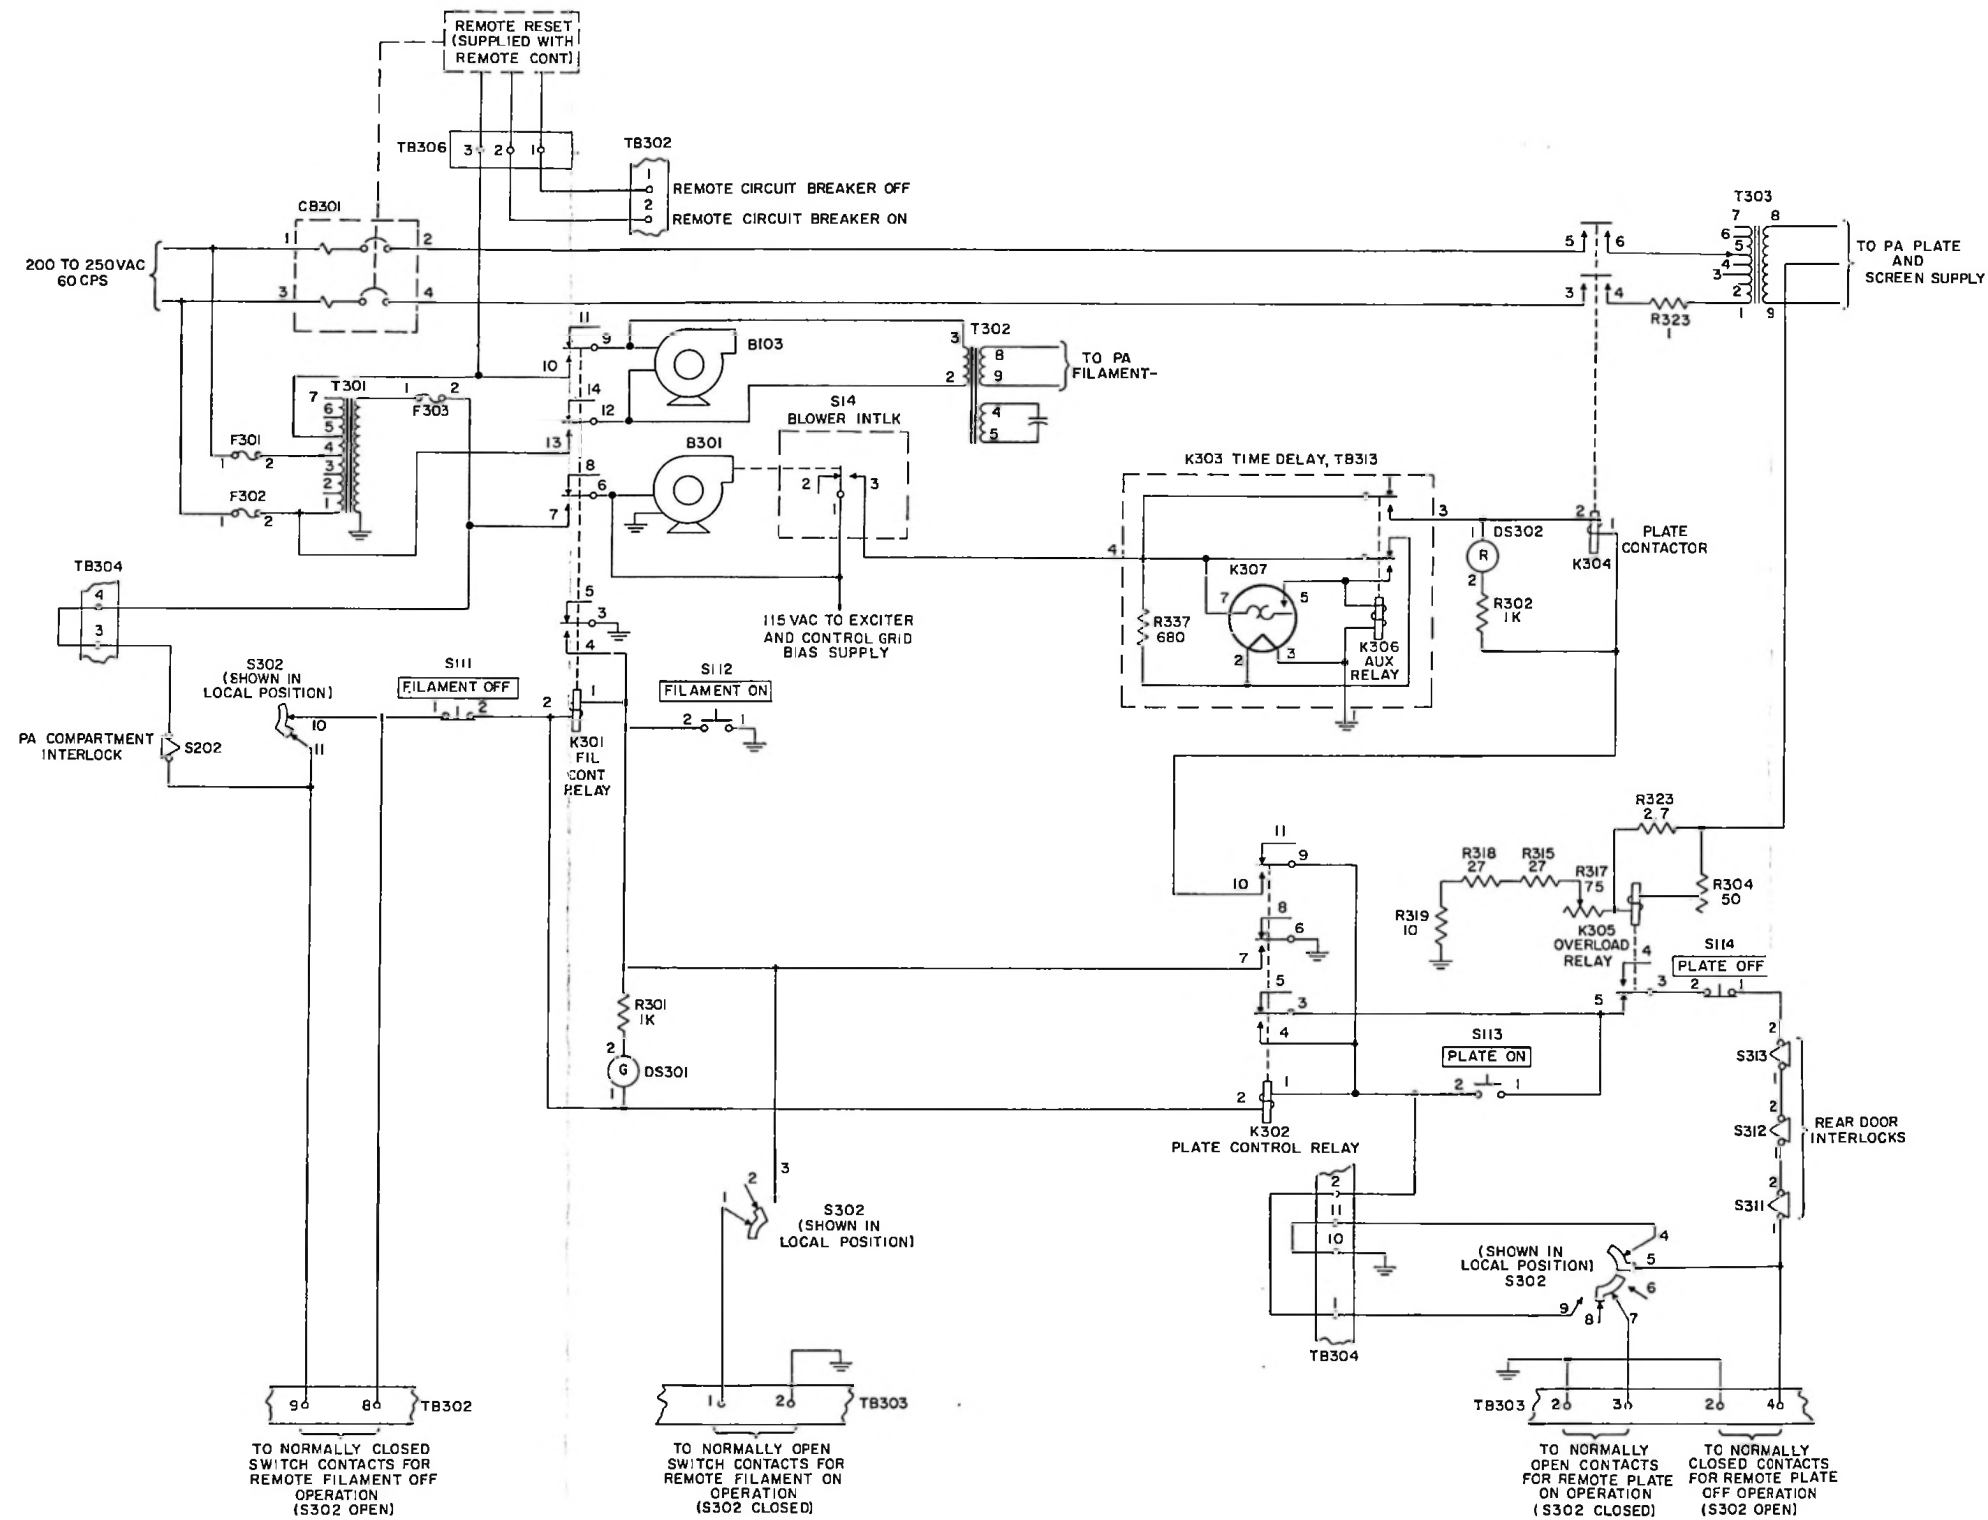 REMOTE RESET
(SUPPLIED WITH
REMOTE CONT)
TB306
3
2
1
TB302
1
REMOTE CIRCUIT BREAKER OFF
2
REMOTE CIRCUIT BREAKER ON
CB301
1
2
3
4
200 TO 250VAC
60 CPS
5
6
3
4
R323
1
T303
7
8
6
5
4
3
2
1
9
TO PA PLATE
AND
SCREEN SUPPLY
11
9
10
B103
14
12
13
T302
3
2
8
9
4
5
TO PA
FILAMENT-
T301
7
6
5
4
3
2
1
1
2
F303
F301
1
2
F302
1
2
8
6
7
B301
S14
BLOWER INTLK
2
3
1
115 VAC TO EXCITER
AND CONTROL GRID
BIAS SUPPLY
K303 TIME DELAY, TB313
4
3
K307
7
5
2
3
R337
680
K306
AUX
RELAY
1
1
DS302
R
2
R302
1K
2
1
K304
PLATE
CONTACTOR
TB304
4
3
S302
(SHOWN IN
LOCAL POSITION)
10
11
PA COMPARTMENT
INTERLOCK
S202
S111
FILAMENT OFF
1
2
5
3
4
2
1
K301
FIL
CONT
RELAY
S112
FILAMENT ON
2
1
R301
1K
2
G
DS301
1
11
9
10
8
6
7
5
3
4
1
2
K302
PLATE CONTROL RELAY
R323
2.7
R318
27
R315
27
R317
75
R319
10
R304
50
K305
OVERLOAD
RELAY
4
3
5
S114
PLATE OFF
2
1
S113
PLATE ON
2
1
2
S313
1
2
S312
1
2
S311
1
REAR DOOR
INTERLOCKS
3
2
1
S302
(SHOWN IN
LOCAL POSITION)
2
11
10
1
TB304
(SHOWN IN
LOCAL POSITION)
S302
4
5
6
7
8
9
9
8
TB302
TO NORMALLY CLOSED
SWITCH CONTACTS FOR
REMOTE FILAMENT OFF
OPERATION
(S302 OPEN)
1
2
TB303
TO NORMALLY OPEN
SWITCH CONTACTS FOR
REMOTE FILAMENT ON
OPERATION
(S302 CLOSED)
TB303
2
3
2
4
TO NORMALLY
OPEN CONTACTS
FOR REMOTE PLATE
ON OPERATION
(S302 CLOSED)
TO NORMALLY
CLOSED CONTACTS
FOR REMOTE PLATE
OFF OPERATION
(S302 OPEN)